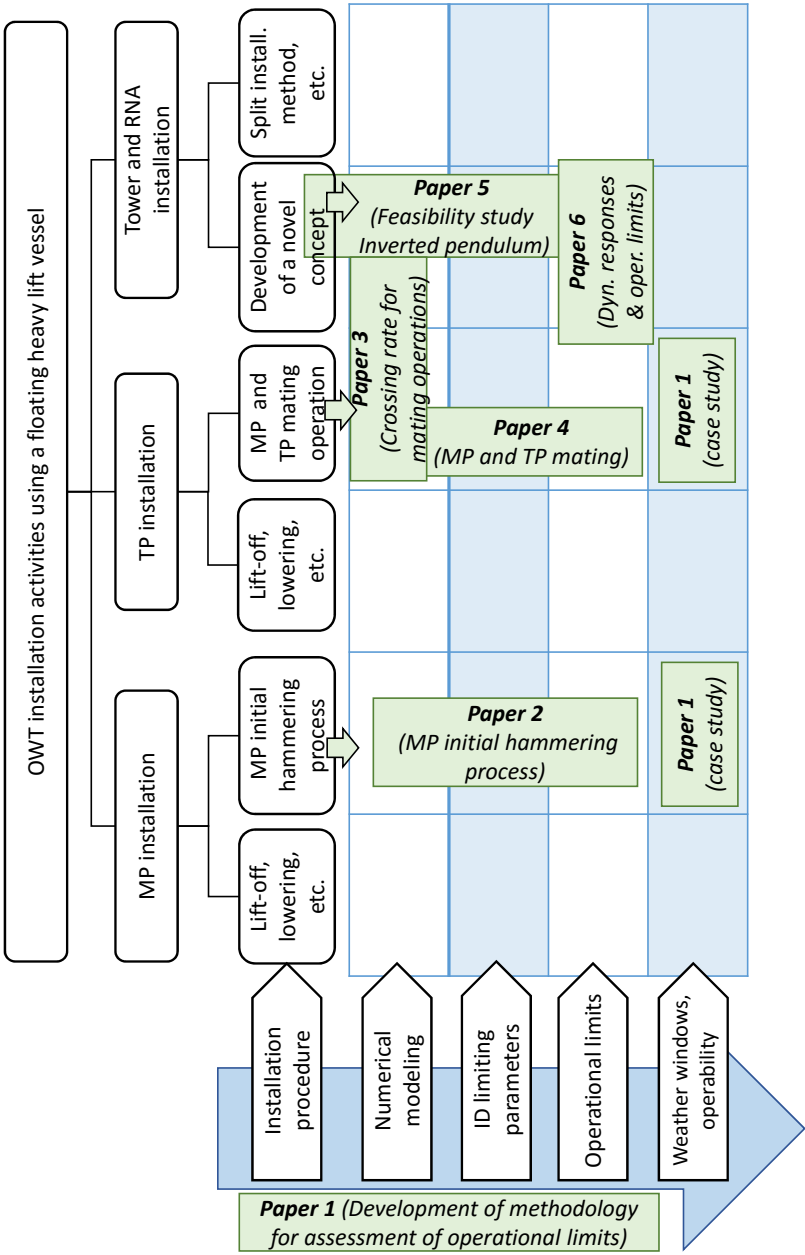 OWT installation activities using a floating heavy lift vessel
MP installation
TP installation
Tower and RNA
installation
Lift-off,
lowering,
etc.
MP initial
hammering
process
Lift-off,
lowering,
etc.
MP and
TP mating
operation
Development
of a novel
concept
Split install.
method,
etc.
Installation
procedure
Numerical
modeling
ID limiting
parameters
Operational limits
Weather windows,
operability
Paper 1 (Development of methodology
for assessment of operational limits)
Paper 2
(MP initial hammering
process)
Paper 1
(case study)
Paper 3
(Crossing rate for
mating operations)
Paper 4
(MP and TP mating)
Paper 1
(case study)
Paper 5
(Feasibility study
Inverted pendulum)
Paper 6
(Dyn. responses
& oper. limits)